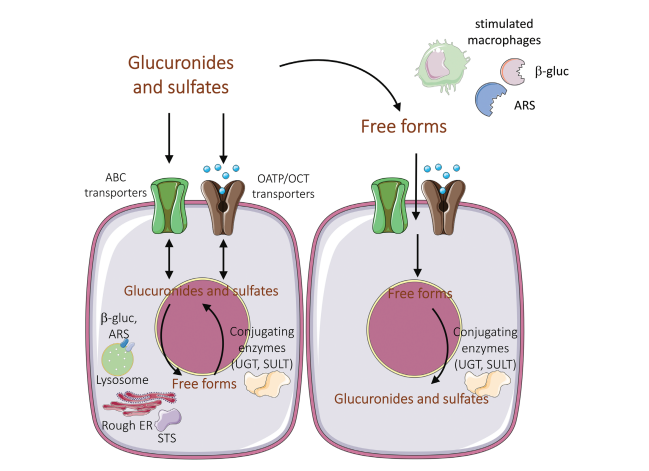 stimulated
macrophages
Glucuronides
and sulfates
β-gluc
ARS
Free forms
ABC
transporters
OATP/OCT
transporters
Glucuronides and sulfates
β-gluc,
ARS
Conjugating
enzymes
(UGT, SULT)
Lysosome
Free forms
Rough ER
STS
Free forms
Conjugating
enzymes
(UGT, SULT)
Glucuronides and sulfates